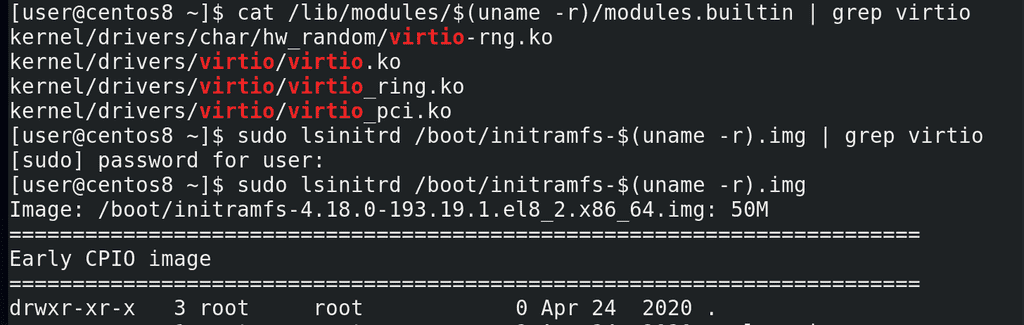 [user@centos8 ~]$ cat /lib/modules/$(uname -r)/modules.builtin | grep virtio
kernel/drivers/char/hw_random/virtio-rng.ko
kernel/drivers/virtio/virtio.ko
kernel/drivers/virtio/virtio_ring.ko
kernel/drivers/virtio/virtio_pci.ko
[user@centos8 ~]$ sudo lsinitrd /boot/initramfs-$(uname -r).img | grep virtio
[sudo] password for user:
[user@centos8 ~]$ sudo lsinitrd /boot/initramfs-$(uname -r).img
Image: /boot/initramfs-4.18.0-193.19.1.el8_2.x86_64.img: 50M
========================================================================
Early CPIO image
========================================================================
drwxr-xr-x   3 root     root            0 Apr 24  2020 .